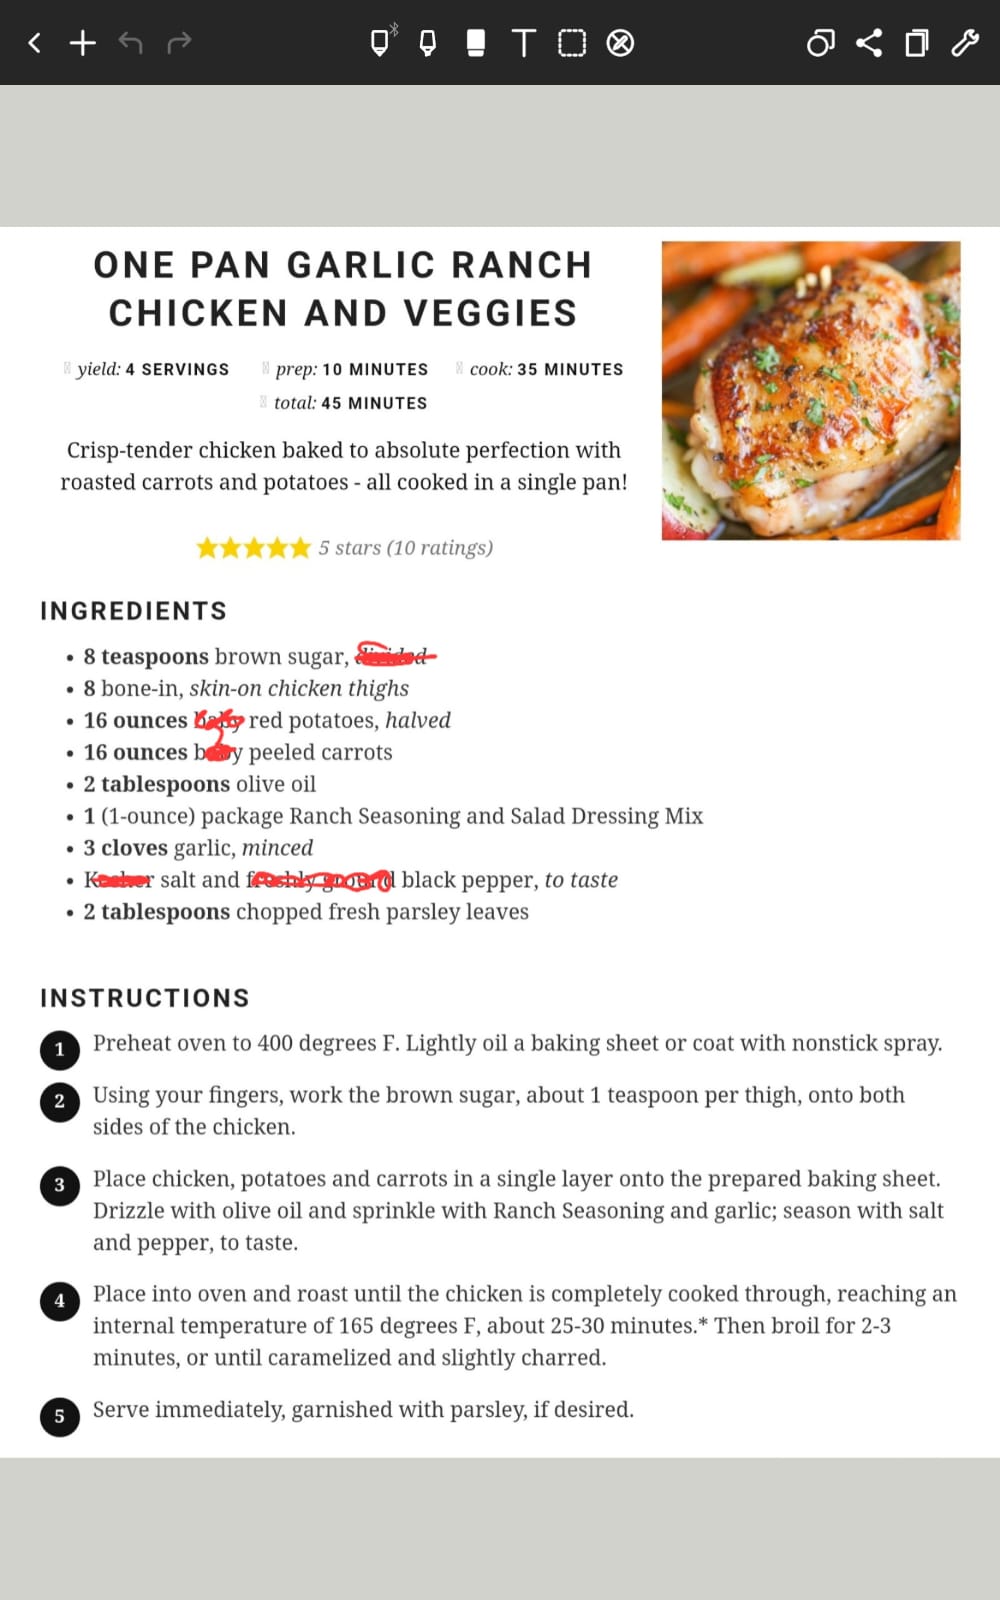 ONE PAN GARLIC RANCH
CHICKEN AND VEGGIES
yield: 4 SERVINGS prep: 10 MINUTES cook: 35 MINUTES
total: 45 MINUTES
Crisp-tender chicken baked to absolute perfection with
roasted carrots and potatoes - all cooked in a single pan!
5 stars (10 ratings)
INGREDIENTS
• 8 teaspoons brown sugar, divided
• 8 bone-in, skin-on chicken thighs
• 16 ounces baby red potatoes, halved
• 16 ounces baby peeled carrots
• 2 tablespoons olive oil
• 1 (1-ounce) package Ranch Seasoning and Salad Dressing Mix
• 3 cloves garlic, minced
• Kosher salt and freshly ground black pepper, to taste
• 2 tablespoons chopped fresh parsley leaves
INSTRUCTIONS
1 Preheat oven to 400 degrees F. Lightly oil a baking sheet or coat with nonstick spray.
2 Using your fingers, work the brown sugar, about 1 teaspoon per thigh, onto both
sides of the chicken.
3 Place chicken, potatoes and carrots in a single layer onto the prepared baking sheet.
Drizzle with olive oil and sprinkle with Ranch Seasoning and garlic; season with salt
and pepper, to taste.
4 Place into oven and roast until the chicken is completely cooked through, reaching an
internal temperature of 165 degrees F, about 25-30 minutes.* Then broil for 2-3
minutes, or until caramelized and slightly charred.
5 Serve immediately, garnished with parsley, if desired.